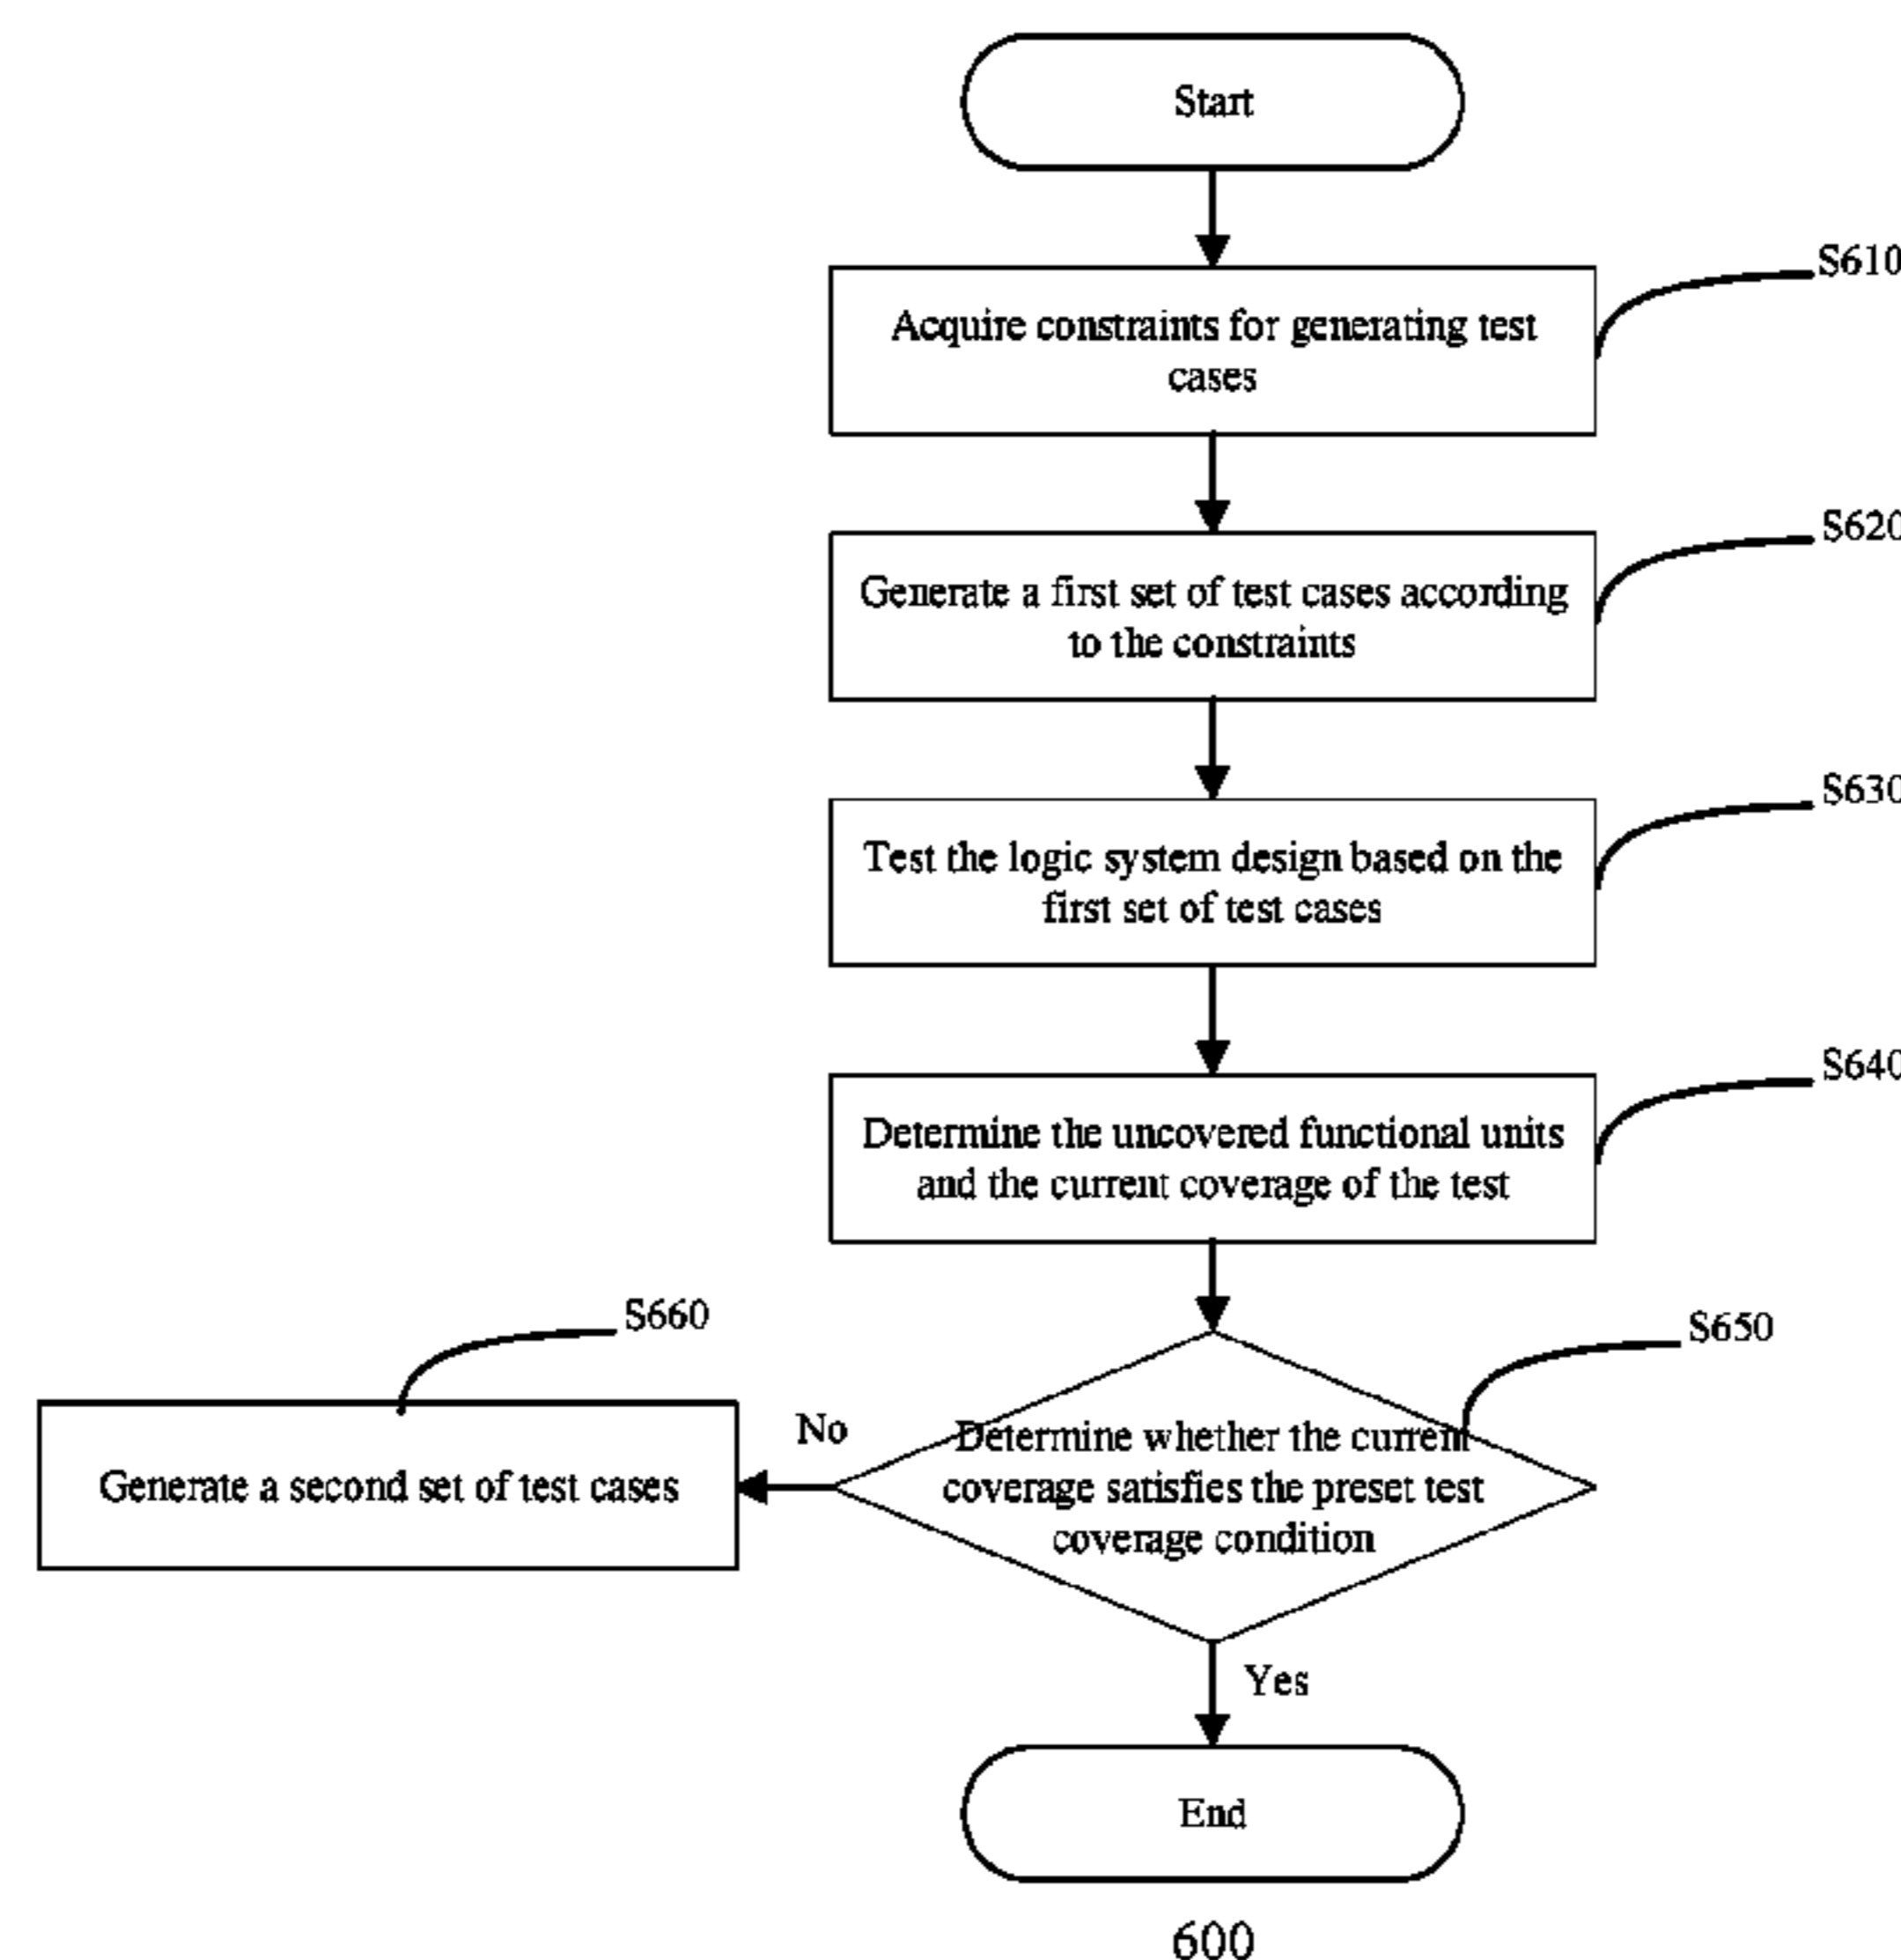 Start
S610
Acquire constraints for generating test
cases
S620
Generate a first set of test cases according
to the constraints
S630
Test the logic system design based on the
first set of test cases
S640
Determine the uncovered functional units
and the current coverage of the test
S660
S650
Generate a second set of test cases
No
Determine whether the current
coverage satisfies the preset test
coverage condition
Yes
End
600